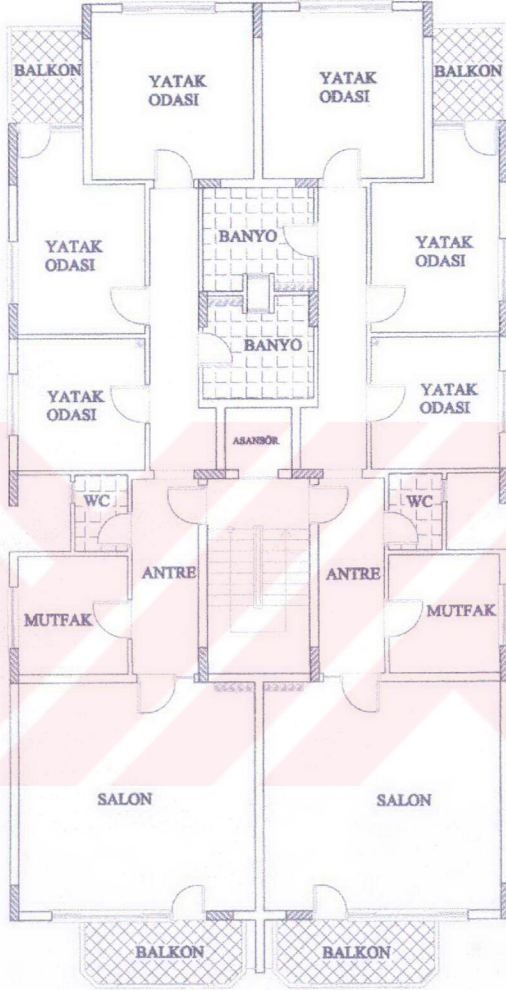 BALKON
YATAK
ODASI
YATAK
ODASI
BALKON
YATAK
ODASI
BANYO
YATAK
ODASI
BANYO
YATAK
ODASI
YATAK
ODASI
ASANSÖR
WC
WC
ANTRE
ANTRE
MUTFAK
MUTFAK
SALON
SALON
BALKON
BALKON